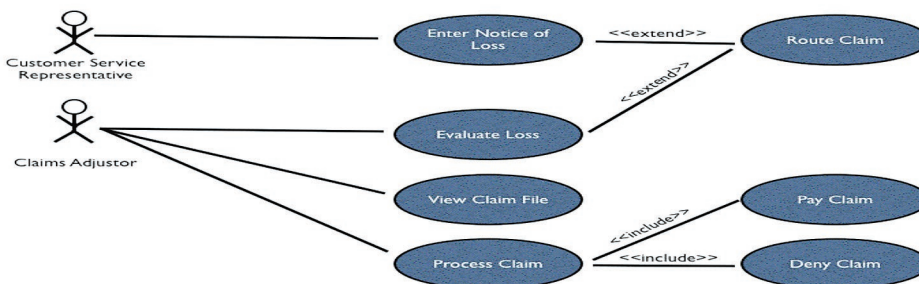 Enter Notice of
Loss
<<extend>>
Route Claim
Customer Service
Representative
<<extend>>
Evaluate Loss
Claims Adjustor
View Claim File
Pay Claim
<<include>>
Process Claim
<<include>>
Deny Claim